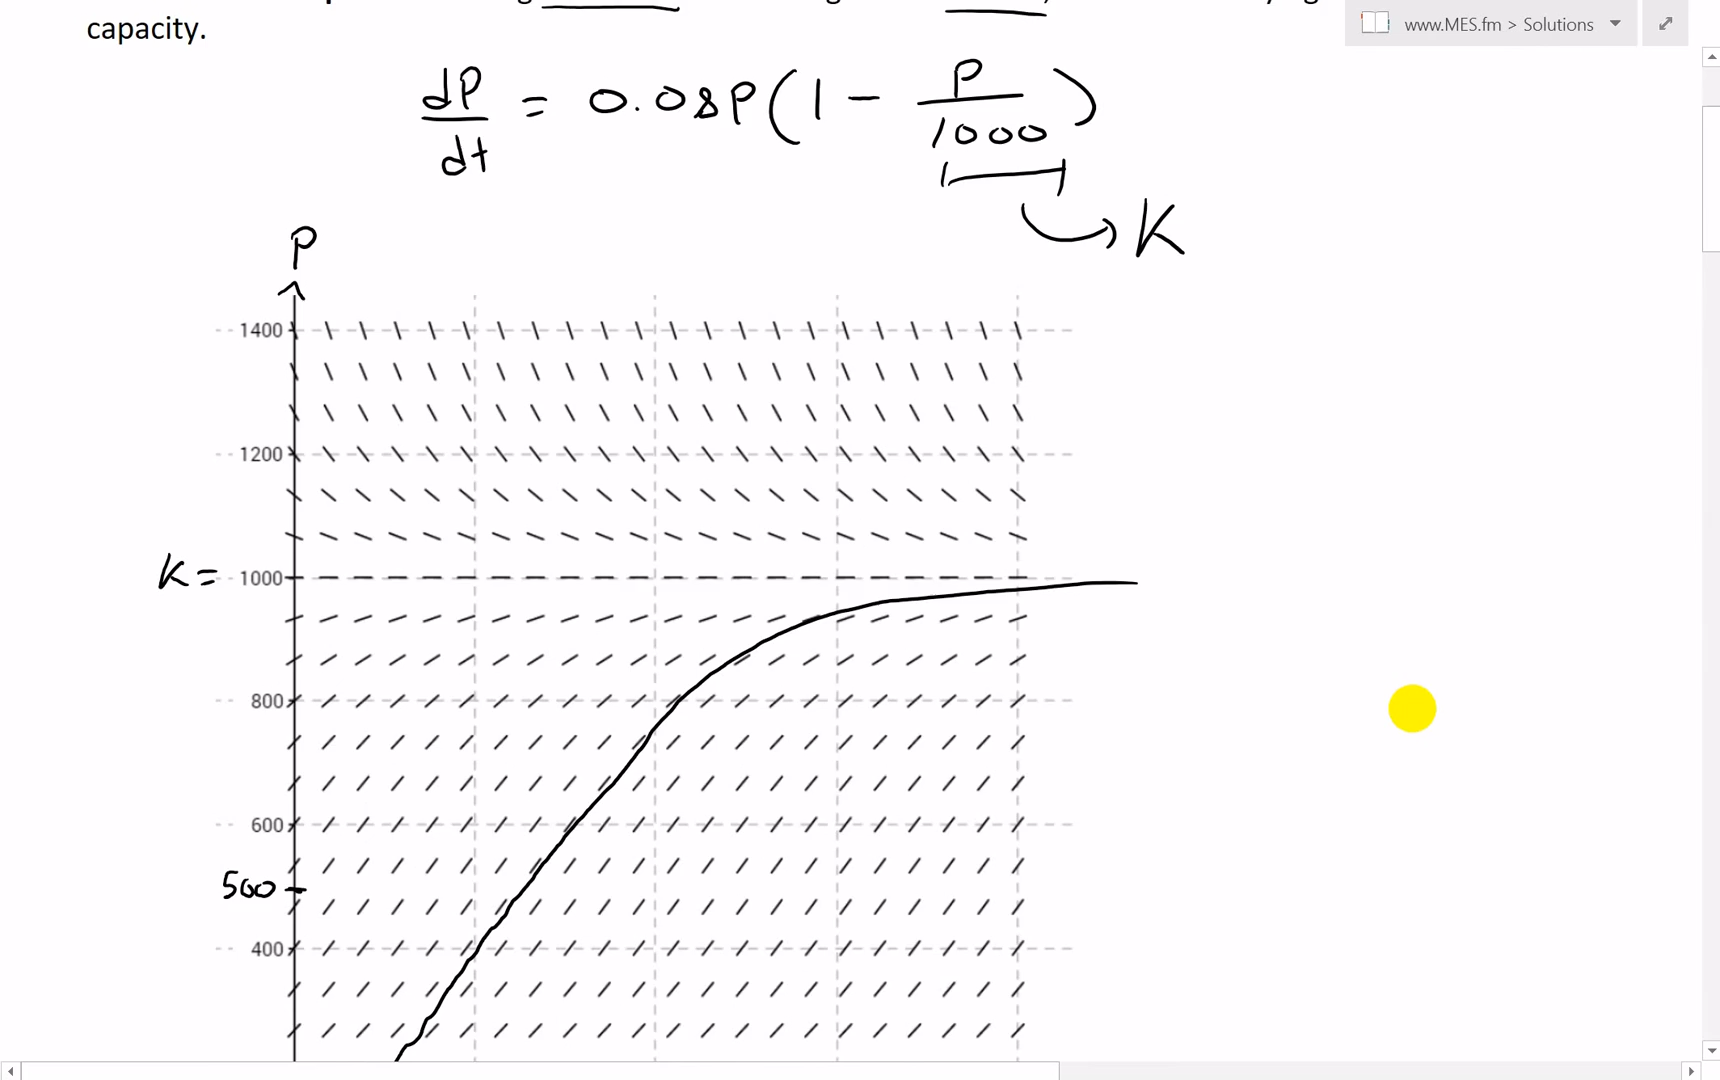 capacity.
www.MES.fm > Solutions
dP/dt = 0.08P(1 - P/1000)
K
P
1400
1200
K = 1000
800
600
500
400